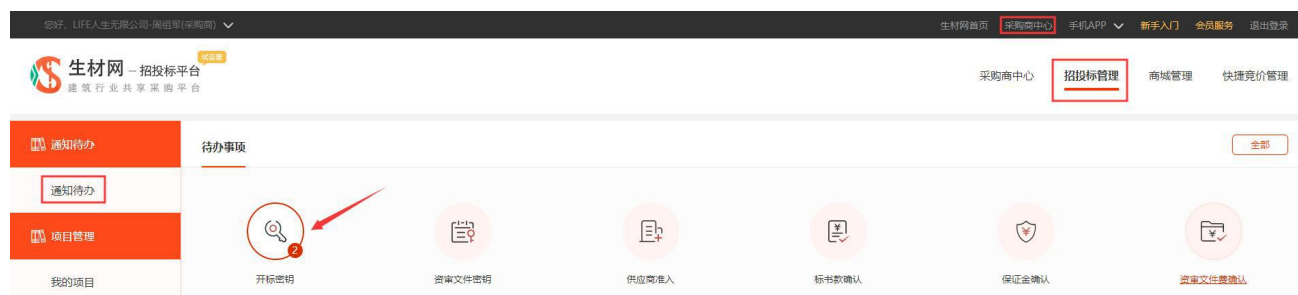 您好，LIFE人生无限公司-周组军(采购商)
生材网首页 采购商中心 手机APP 新手入门 会员服务 退出登录
试运营
生材网 – 招投标平台
建筑行业共享采购平台
采购商中心 招投标管理 商城管理 快捷竞价管理
通知待办
待办事项
全部
通知待办
项目管理
2
我的项目
开标密钥 资审文件密钥 供应商准入 标书款确认 保证金确认 资审文件费确认